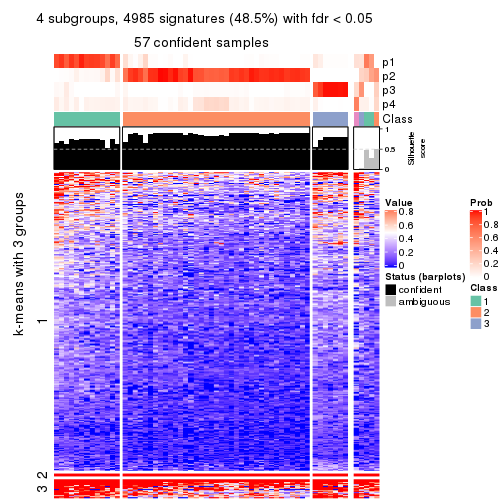 4 subgroups, 4985 signatures (48.5%) with fdr < 0.05
57 confident samples
p1
p2
p3
p4
Class
1
0.5
0
Silhouette
score
k-means with 3 groups
1
2
3
Value
0.8
0.6
0.4
0.2
0
Status (barplots)
confident
ambiguous
Prob
1
0.8
0.6
0.4
0.2
0
Class
1
2
3